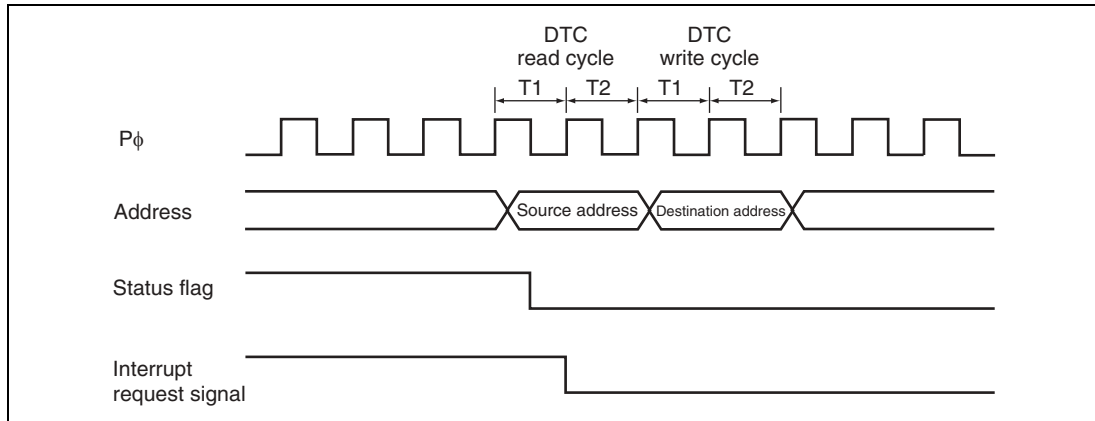 DTC
read cycle
DTC
write cycle
T1
T2
T1
T2
Pϕ
Address
Source address
Destination address
Status flag
Interrupt
request signal